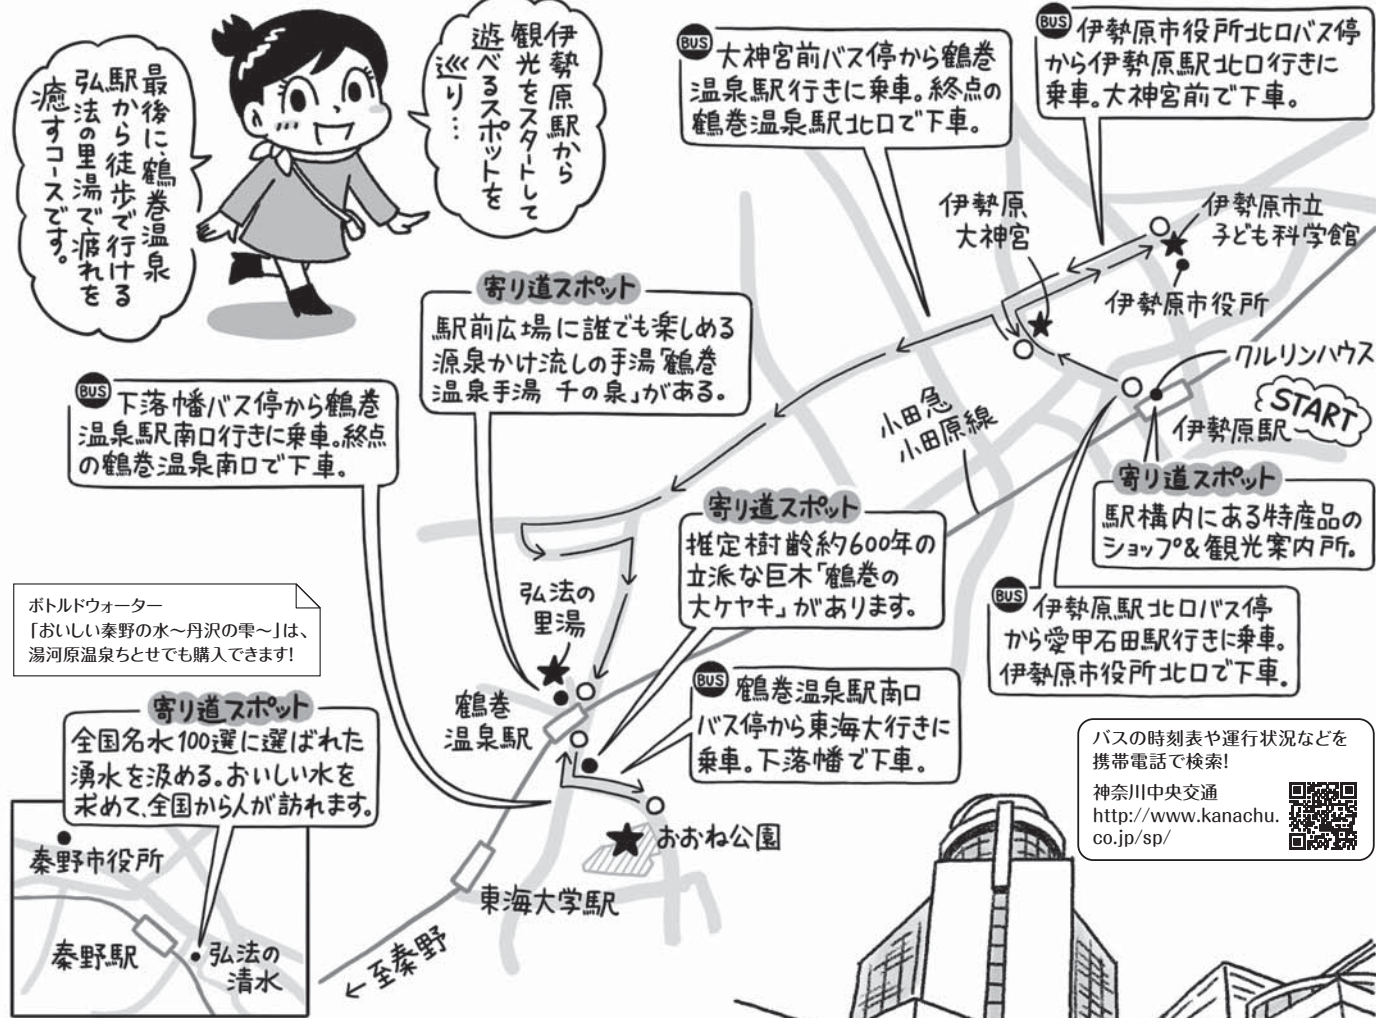 伊勢原駅から
観光をスタートして
遊べるスポットを
巡り…
最後に、鶴巻温泉
駅から徒歩で行ける
弘法の里湯で疲れを
癒すコースです。
BUS 大神宮前バス停から鶴巻
温泉駅行きに乗車。終点の
鶴巻温泉駅北口で下車。
BUS 伊勢原市役所北口バス停
から伊勢原駅北口行きに
乗車。大神宮前で下車。
伊勢原
大神宮
伊勢原市立
子ども科学館
伊勢原市役所
クルリンハウス
START
伊勢原駅
小田急
小田原線
寄り道スポット
駅構内にある特産品の
ショップ&観光案内所。
寄り道スポット
駅前広場に誰でも楽しめる
源泉かけ流しの手湯「鶴巻
温泉手湯 千の泉」がある。
BUS 下落幡バス停から鶴巻
温泉駅南口行きに乗車。終点
の鶴巻温泉南口で下車。
寄り道スポット
推定樹齢約600年の
立派な巨木「鶴巻の
大ケヤキ」があります。
BUS 伊勢原駅北口バス停
から愛甲石田駅行きに乗車。
伊勢原市役所北口で下車。
弘法の
里湯
鶴巻
温泉駅
BUS 鶴巻温泉駅南口
バス停から東海大行きに
乗車。下落幡で下車。
おおね公園
東海大学駅
←至秦野
ボトルドウォーター
「おいしい秦野の水~丹沢の雫~」は、
湯河原温泉ちとせでも購入できます!
寄り道スポット
全国名水100選に選ばれた
湧水を汲める。おいしい水を
求めて、全国から人が訪れます。
秦野市役所
秦野駅
弘法の
清水
バスの時刻表や運行状況などを
携帯電話で検索!
神奈川中央交通
http://www.kanachu.
co.jp/sp/